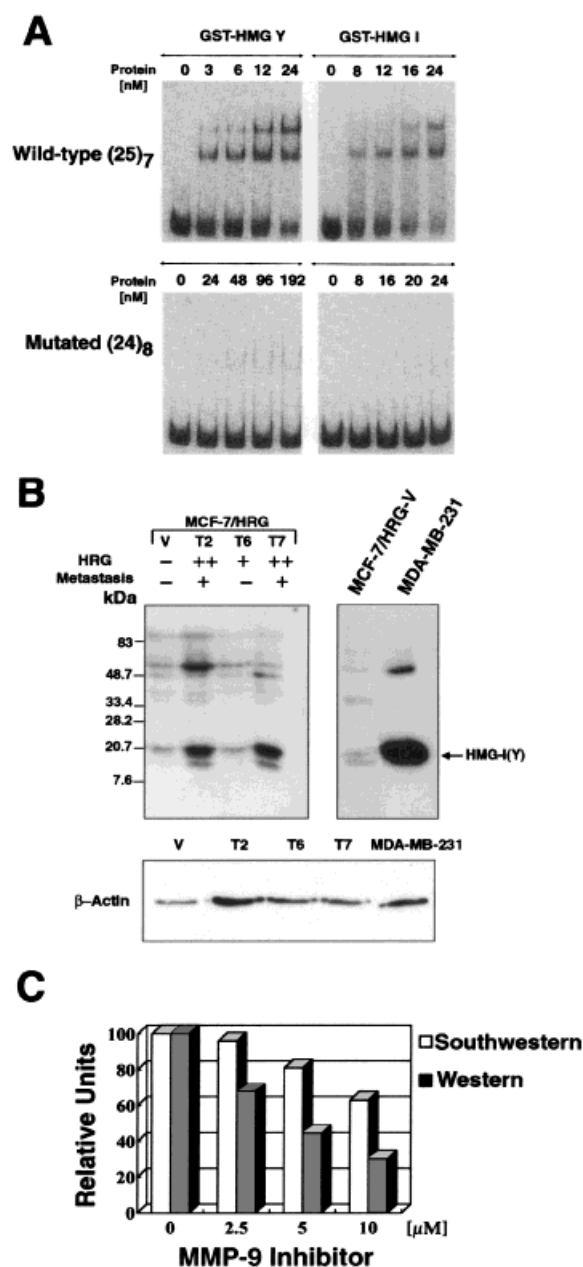 A
GST-HMG Y GST-HMG I
Protein [nM] 0 3 6 12 24 0 8 12 16 24
Wild-type (25)7
Protein [nM] 0 24 48 96 192 0 8 16 20 24
Mutated (24)8
B
MCF-7/HRG
V T2 T6 T7
HRG − ++ + ++
Metastasis − + − +
kDa
MCF-7/HRG-V
MDA-MB-231
83
48.7
33.4
28.2
20.7
HMG-I(Y)
7.6
V T2 T6 T7 MDA-MB-231
β–Actin
C
Relative Units
100
80
60
40
20
0
Southwestern
Western
0 2.5 5 10 [μM]
MMP-9 Inhibitor